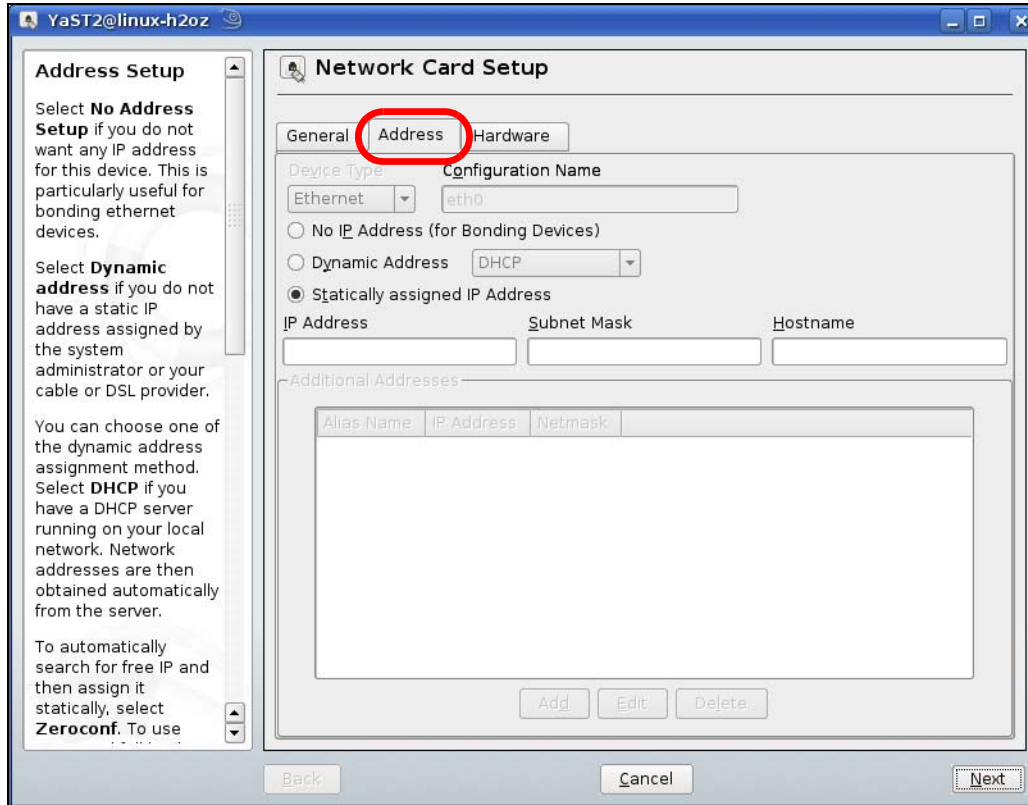 YaST2@linux-h2oz
Address Setup
Select No Address
Setup if you do not
want any IP address
for this device. This is
particularly useful for
bonding ethernet
devices.
Select Dynamic
address if you do not
have a static IP
address assigned by
the system
administrator or your
cable or DSL provider.
You can choose one of
the dynamic address
assignment method.
Select DHCP if you
have a DHCP server
running on your local
network. Network
addresses are then
obtained automatically
from the server.
To automatically
search for free IP and
then assign it
statically, select
Zeroconf. To use
Network Card Setup
General Address Hardware
Device Type Configuration Name
Ethernet eth0
No IP Address (for Bonding Devices)
Dynamic Address DHCP
Statically assigned IP Address
IP Address Subnet Mask Hostname
Additional Addresses
Alias Name IP Address Netmask
Add Edit Delete
Back Cancel Next